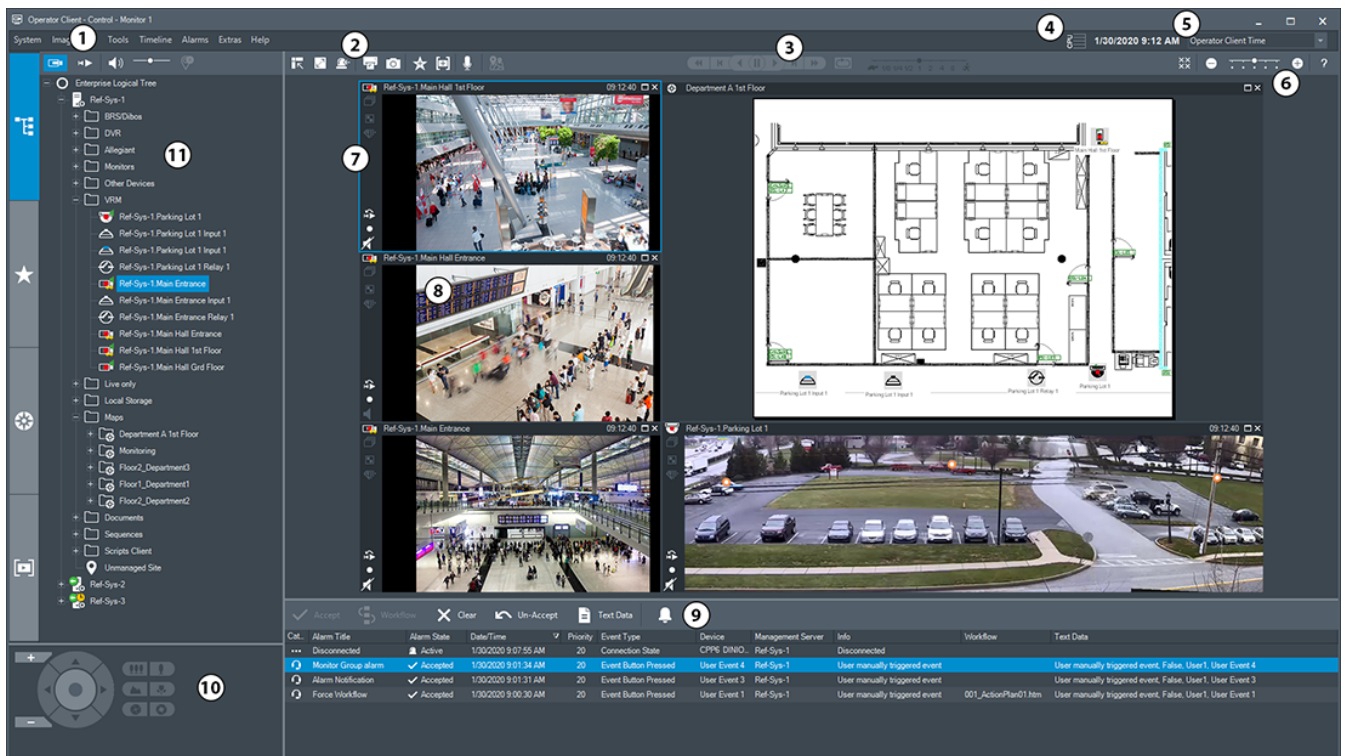 Operator Client - Control - Monitor 1
System Tools Timeline Alarms Extras Help
1
2
3
4
5
1/30/2020 9:12 AM Operator Client Time
6
Enterprise Logical Tree
Ref-Sys-1
BRS/Dibos
DVR
Allegiant
11
Monitors
Other Devices
VRM
Ref-Sys-1.Parking Lot 1
Ref-Sys-1.Parking Lot 1 Input 1
Ref-Sys-1.Parking Lot 1 Input 1
Ref-Sys-1.Parking Lot 1 Relay 1
Ref-Sys-1.Main Entrance
Ref-Sys-1.Main Entrance Input 1
Ref-Sys-1.Main Entrance Relay 1
Ref-Sys-1.Main Hall Entrance
Ref-Sys-1.Main Hall 1st Floor
Ref-Sys-1.Main Hall Grd Floor
Live only
Local Storage
Maps
Department A 1st Floor
Monitoring
Floor2_Department3
Floor1_Department1
Floor2_Department2
Documents
Sequences
Scripts Client
Unmanaged Site
Ref-Sys-2
Ref-Sys-3
10
Ref-Sys-1.Main Hall 1st Floor 09:12:40
7
Ref-Sys-1.Main Hall Entrance 09:12:40
8
Ref-Sys-1.Main Entrance 09:12:40
Department A 1st Floor
Main Hall 1st Floor
Parking Lot 1 Input 1
Parking Lot 1 Input 1
Parking Lot 1 Relay 1
Parking Lot 1
Ref-Sys-1.Parking Lot 1 09:12:40
Accept Workflow Clear Un-Accept Text Data 9
Cat.. Alarm Title Alarm State Date/Time Priority Event Type Device Management Server Info Workflow Text Data
Disconnected Active 1/30/2020 9:07:55 AM 20 Connection State CPP6 DINIO... Ref-Sys-1 Disconnected
Monitor Group alarm Accepted 1/30/2020 9:01:34 AM 20 Event Button Pressed User Event 4 Ref-Sys-1 User manually triggered event User manually triggered event, False, User1, User Event 4
Alarm Notification Accepted 1/30/2020 9:01:31 AM 20 Event Button Pressed User Event 3 Ref-Sys-1 User manually triggered event User manually triggered event, False, User1, User Event 3
Force Workflow Accepted 1/30/2020 9:00:30 AM 20 Event Button Pressed User Event 1 Ref-Sys-1 User manually triggered event 001_ActionPlan01.htm User manually triggered event, False, User1, User Event 1